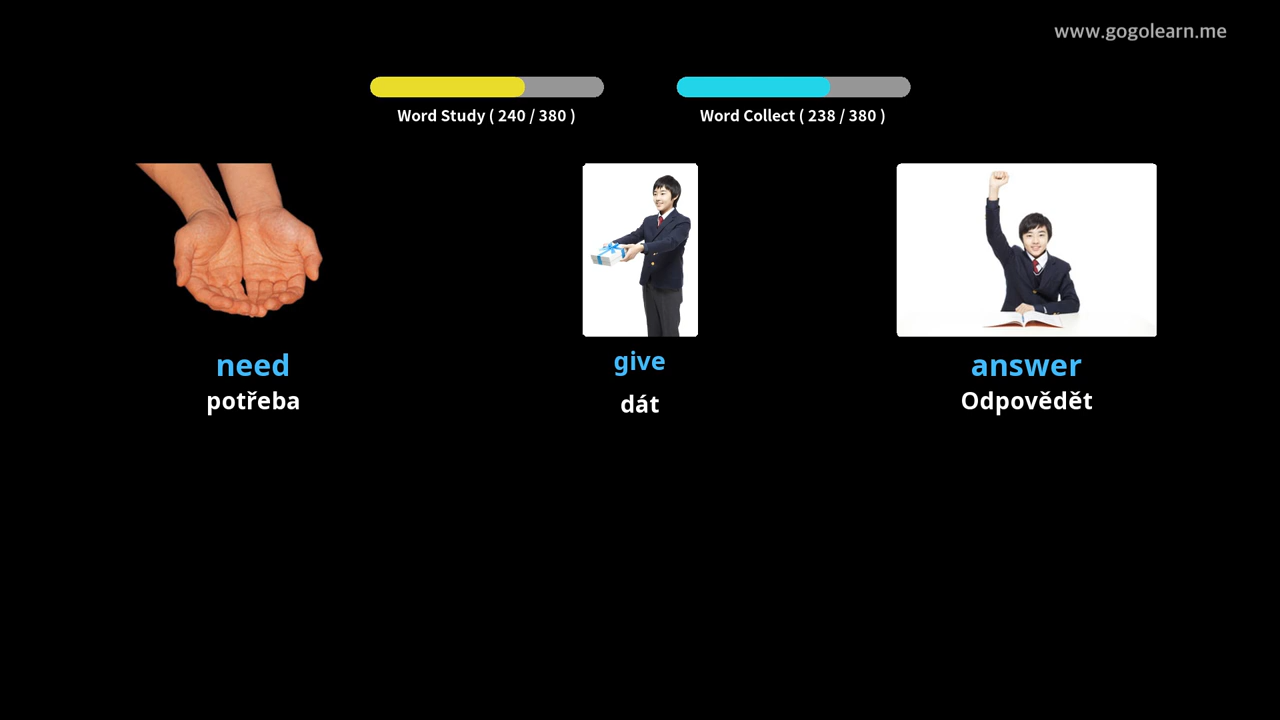 www.gogolearn.me
Word Study ( 240 / 380 )
Word Collect ( 238 / 380 )
need
potřeba
give
dát
answer
Odpovědět